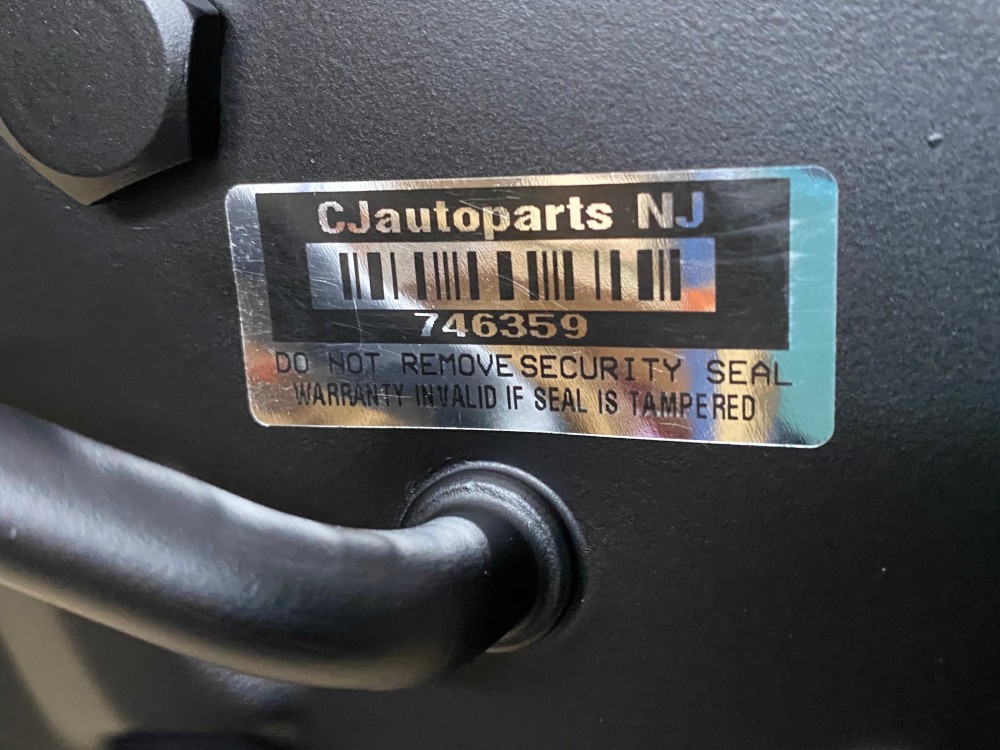 CJautoparts NJ
746359
DO NOT REMOVE SECURITY SEAL
WARRANTY INVALID IF SEAL IS TAMPERED